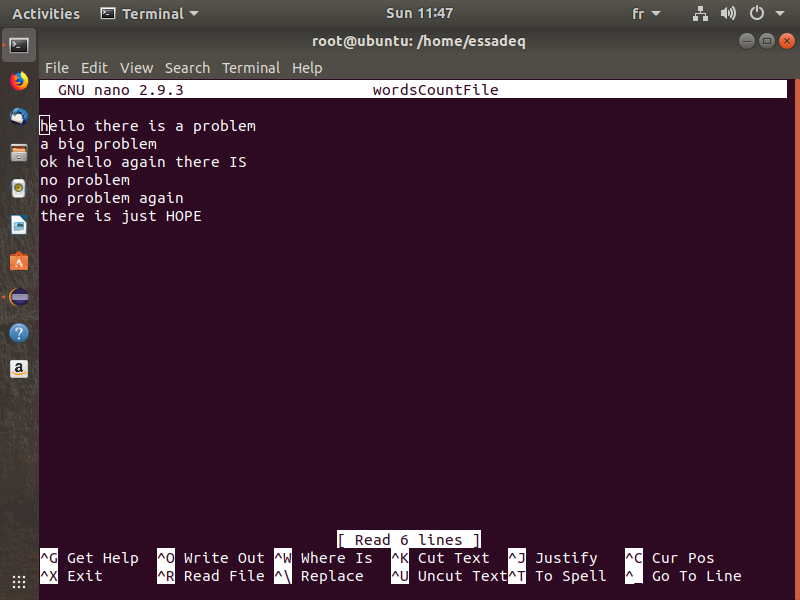 Activities Terminal Sun 11:47 fr
root@ubuntu: /home/essadeq
File Edit View Search Terminal Help
GNU nano 2.9.3 wordsCountFile
hello there is a problem
a big problem
ok hello again there IS
no problem
no problem again
there is just HOPE
[ Read 6 lines ]
^G Get Help ^O Write Out ^W Where Is ^K Cut Text ^J Justify ^C Cur Pos
^X Exit ^R Read File ^\ Replace ^U Uncut Text ^T To Spell ^_ Go To Line